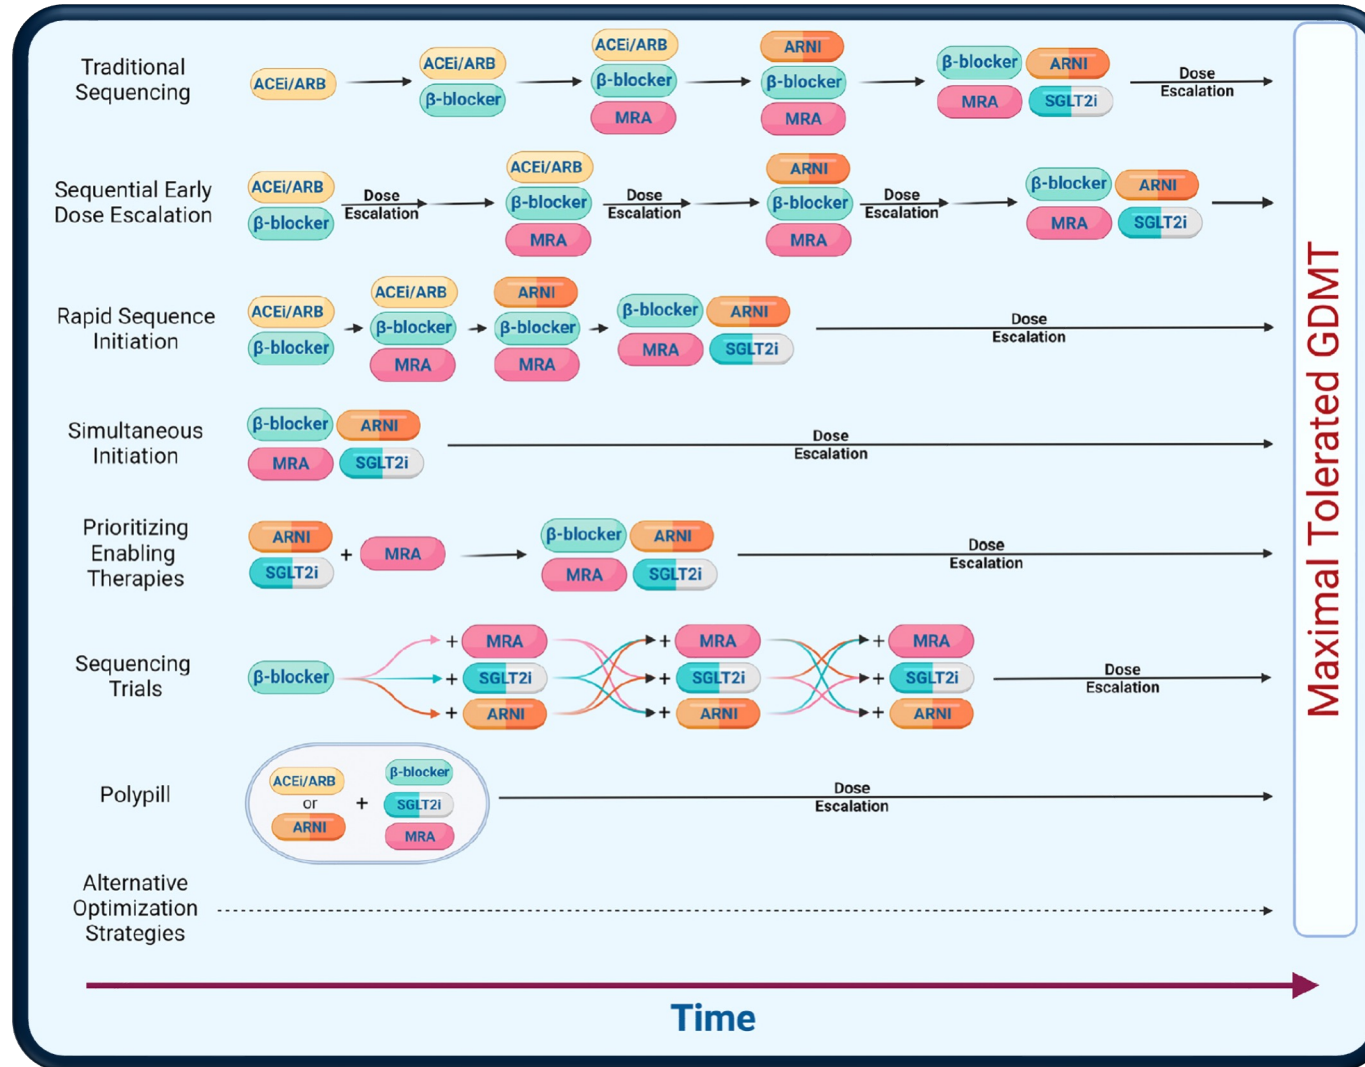 Traditional
Sequencing
ACEi/ARB
ACEi/ARB
β-blocker
ACEi/ARB
β-blocker
MRA
ARNI
β-blocker
MRA
β-blocker ARNI
MRA SGLT2i
Dose
Escalation
Sequential Early
Dose Escalation
ACEi/ARB
β-blocker
Dose
Escalation
ACEi/ARB
β-blocker
MRA
Dose
Escalation
ARNI
β-blocker
MRA
Dose
Escalation
β-blocker ARNI
MRA SGLT2i
Rapid Sequence
Initiation
ACEi/ARB
β-blocker
ACEi/ARB
β-blocker
MRA
ARNI
β-blocker
MRA
β-blocker ARNI
MRA SGLT2i
Dose
Escalation
Simultaneous
Initiation
β-blocker ARNI
MRA SGLT2i
Dose
Escalation
Prioritizing
Enabling
Therapies
ARNI
SGLT2i
+ MRA
β-blocker ARNI
MRA SGLT2i
Dose
Escalation
Sequencing
Trials
β-blocker
+ MRA
+ SGLT2i
+ ARNI
+ MRA
+ SGLT2i
+ ARNI
+ MRA
+ SGLT2i
+ ARNI
Dose
Escalation
Polypill
ACEi/ARB
or
ARNI
+
β-blocker
SGLT2i
MRA
Dose
Escalation
Alternative
Optimization
Strategies
Time
Maximal Tolerated GDMT